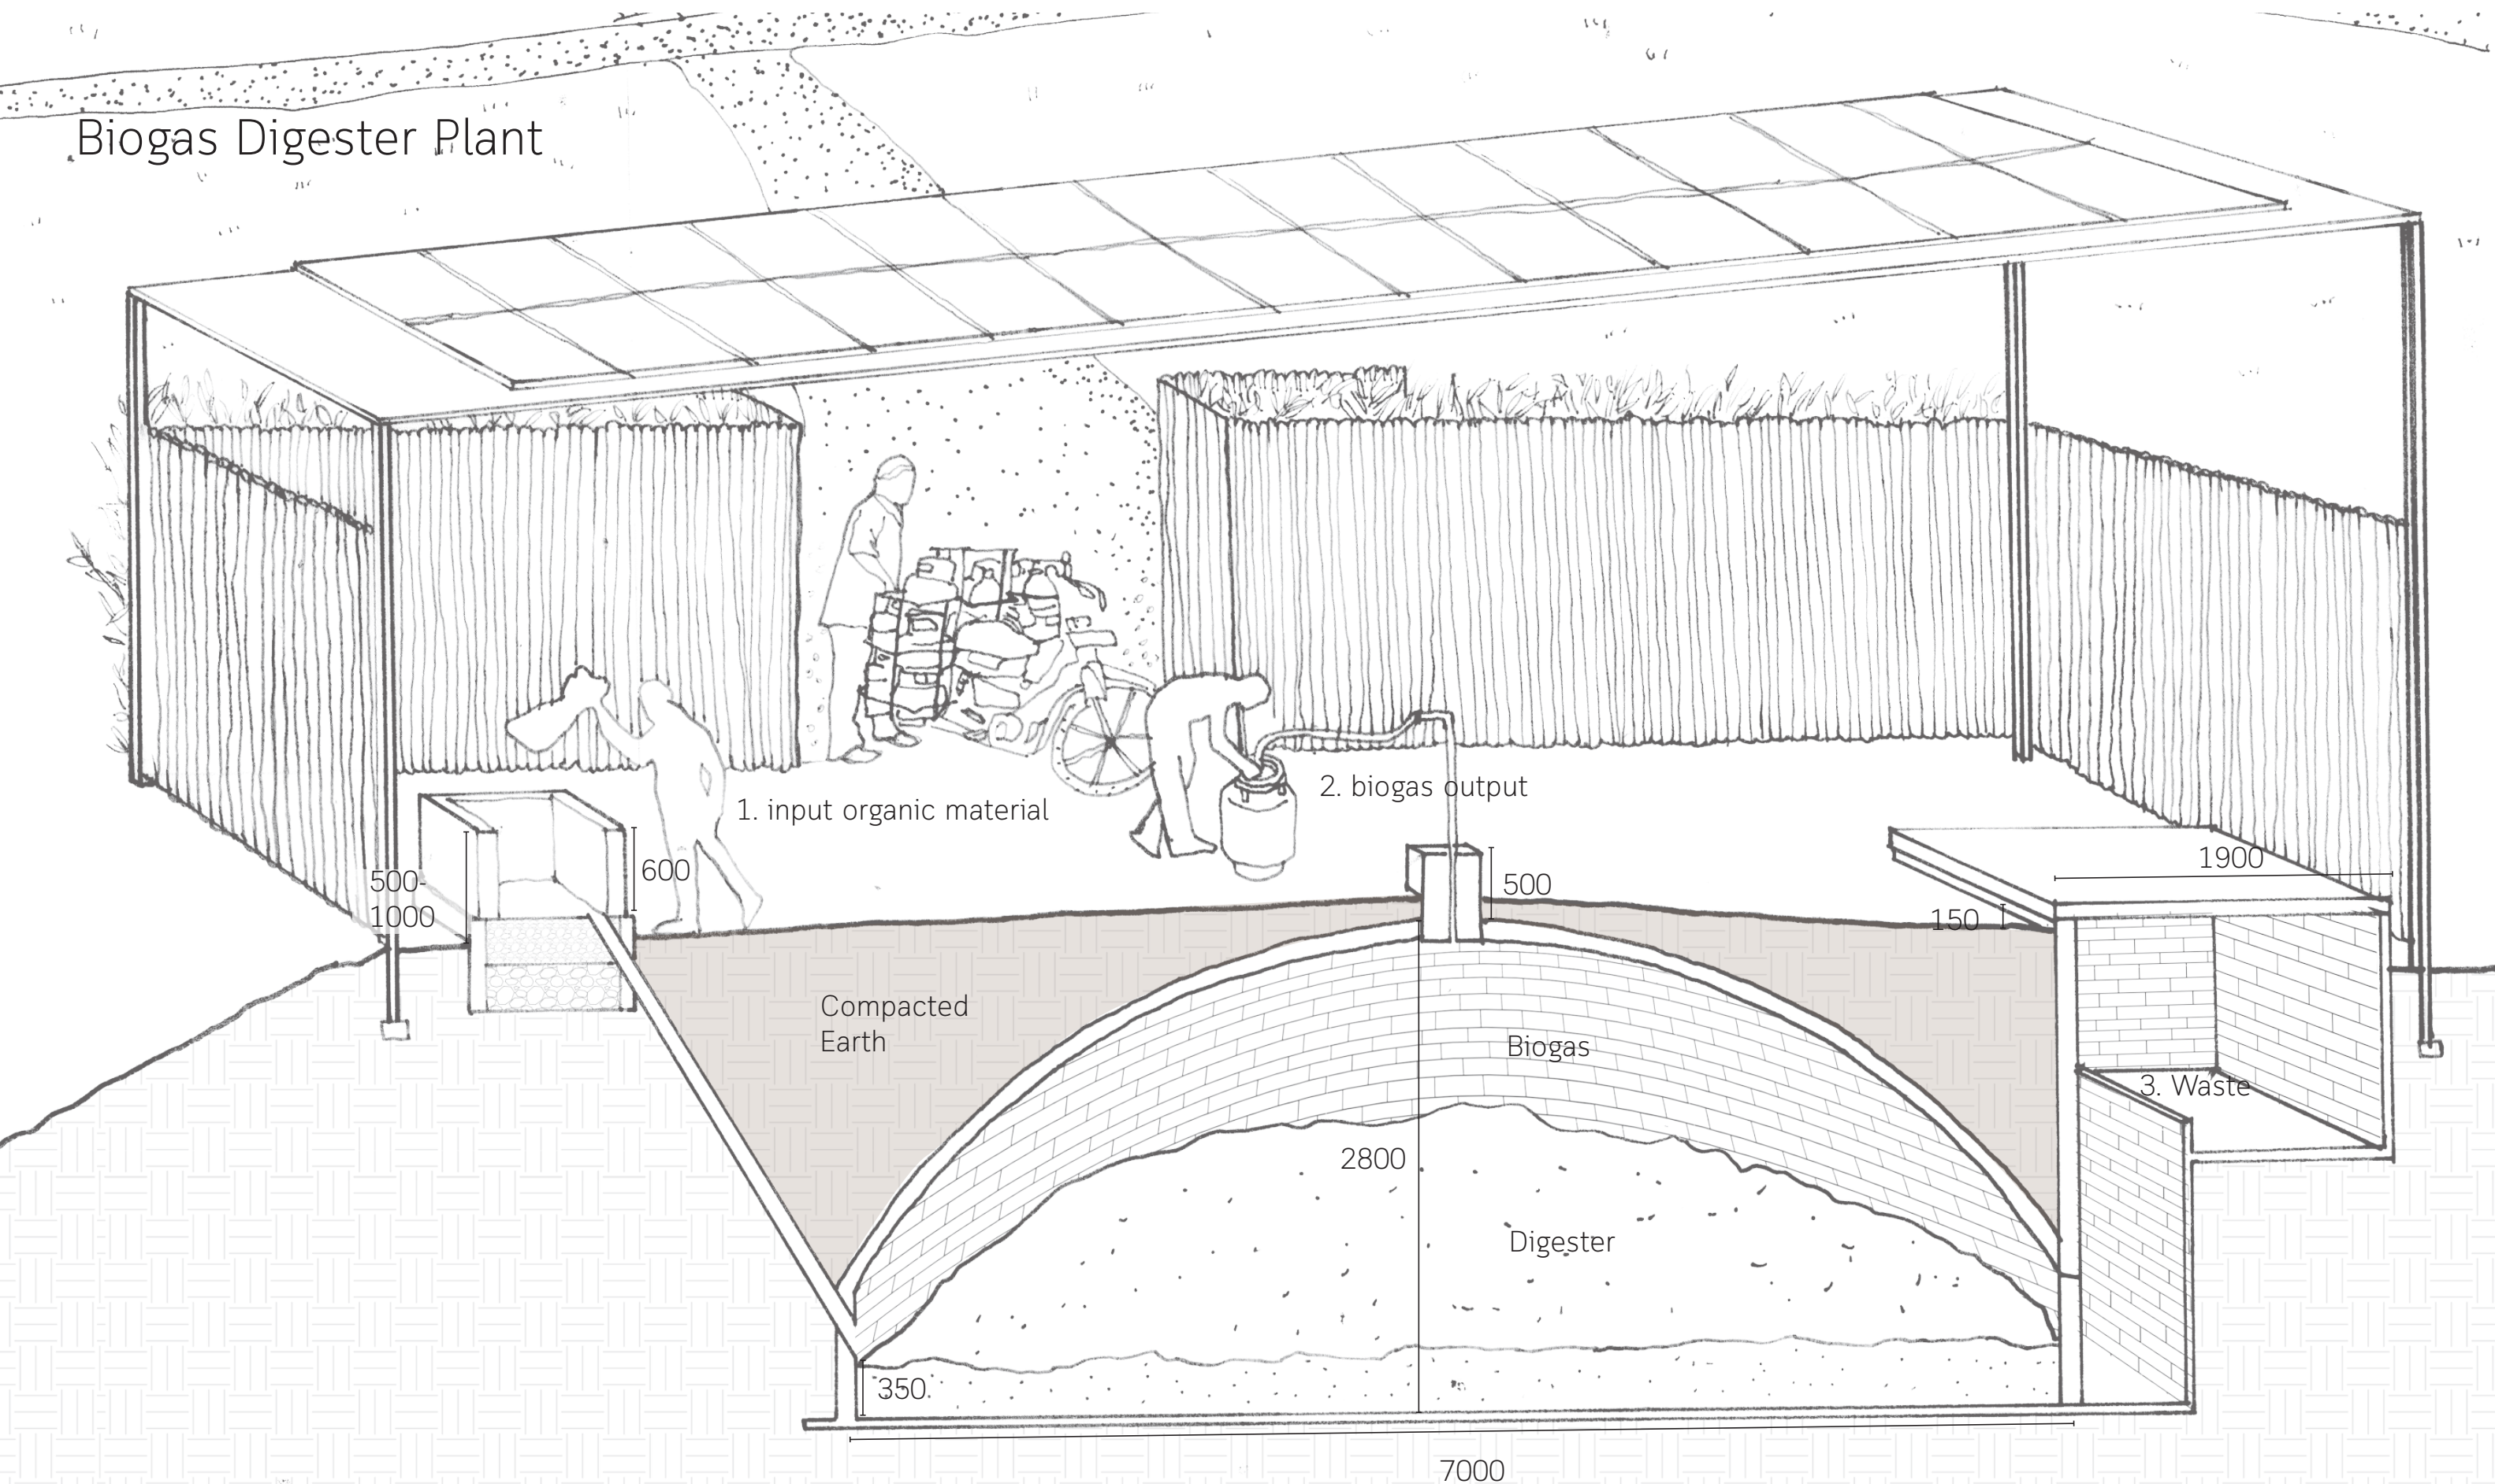 Biogas Digester Plant
1. input organic material
2. biogas output
500-
1000
600
500
1900
150
Compacted
Earth
Biogas
3. Waste
2800
Digester
350
7000